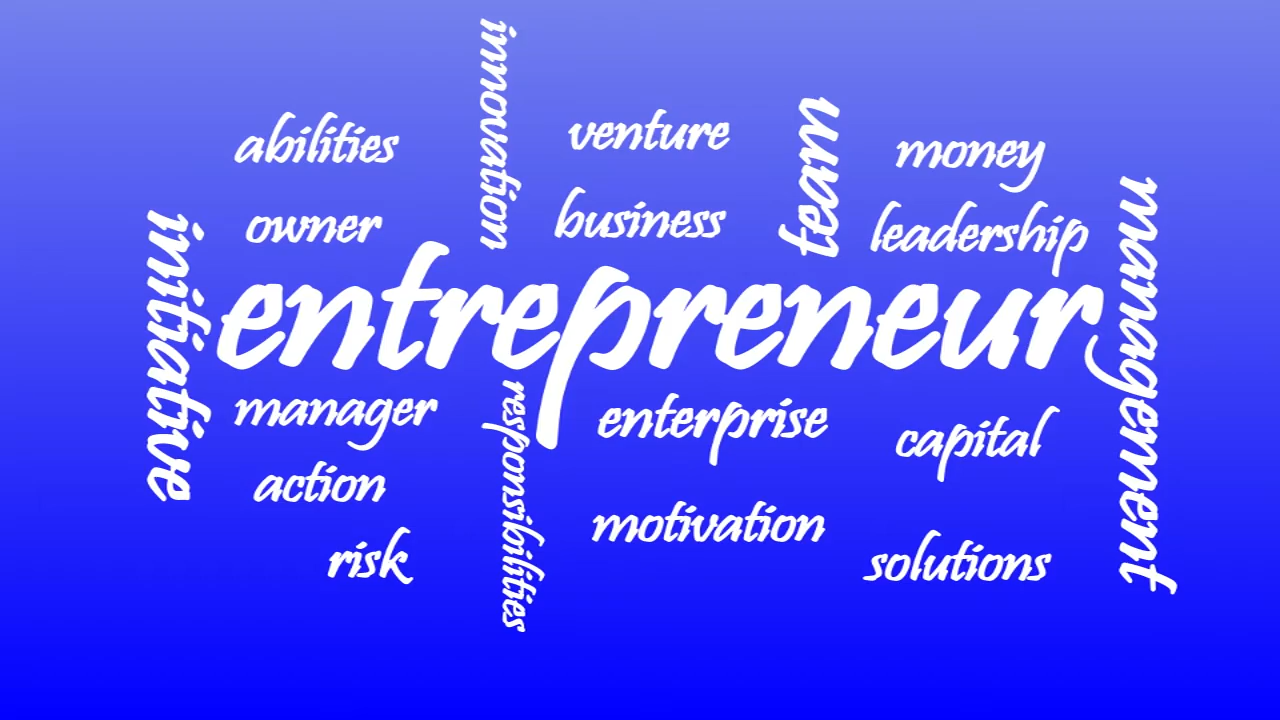 innovation
abilities
venture
team
money
owner
business
leadership
initiative
entrepreneur
management
manager
responsibilities
enterprise
capital
action
motivation
risk
solutions